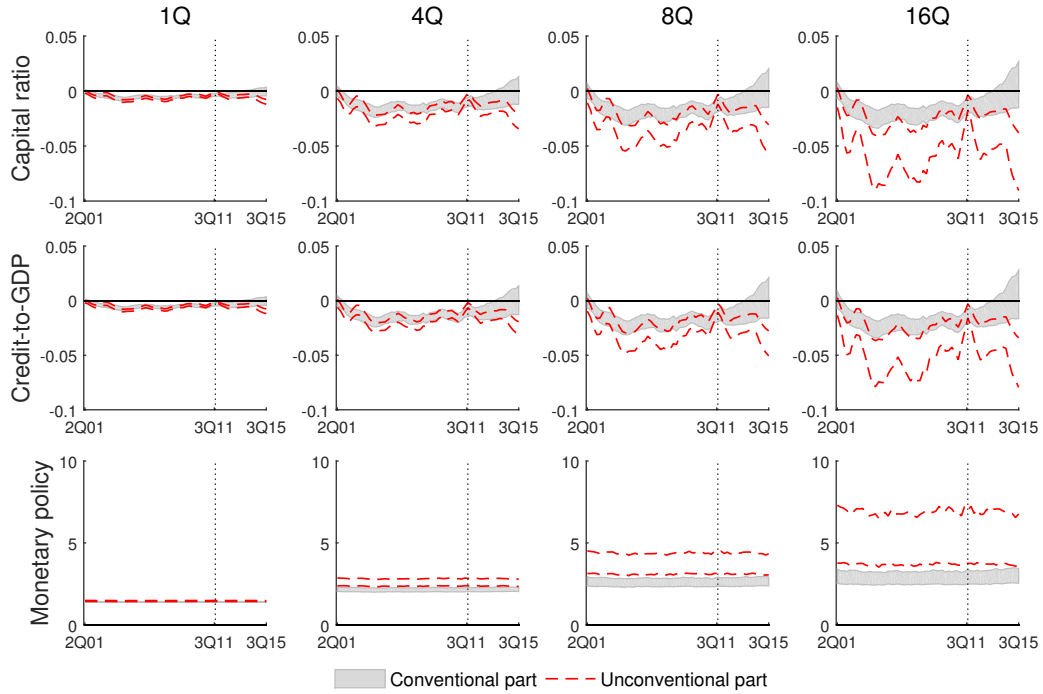 1Q 4Q 8Q 16Q
Capital ratio
0.05 0.05 0.05 0.05
0 0 0 0
-0.05 -0.05 -0.05 -0.05
-0.1 -0.1 -0.1 -0.1
2Q01 3Q11 3Q15 2Q01 3Q11 3Q15 2Q01 3Q11 3Q15 2Q01 3Q11 3Q15
Credit-to-GDP
0.05 0.05 0.05 0.05
0 0 0 0
-0.05 -0.05 -0.05 -0.05
-0.1 -0.1 -0.1 -0.1
2Q01 3Q11 3Q15 2Q01 3Q11 3Q15 2Q01 3Q11 3Q15 2Q01 3Q11 3Q15
Monetary policy
10 10 10 10
5 5 5 5
0 0 0 0
2Q01 3Q11 3Q15 2Q01 3Q11 3Q15 2Q01 3Q11 3Q15 2Q01 3Q11 3Q15
Conventional part Unconventional part